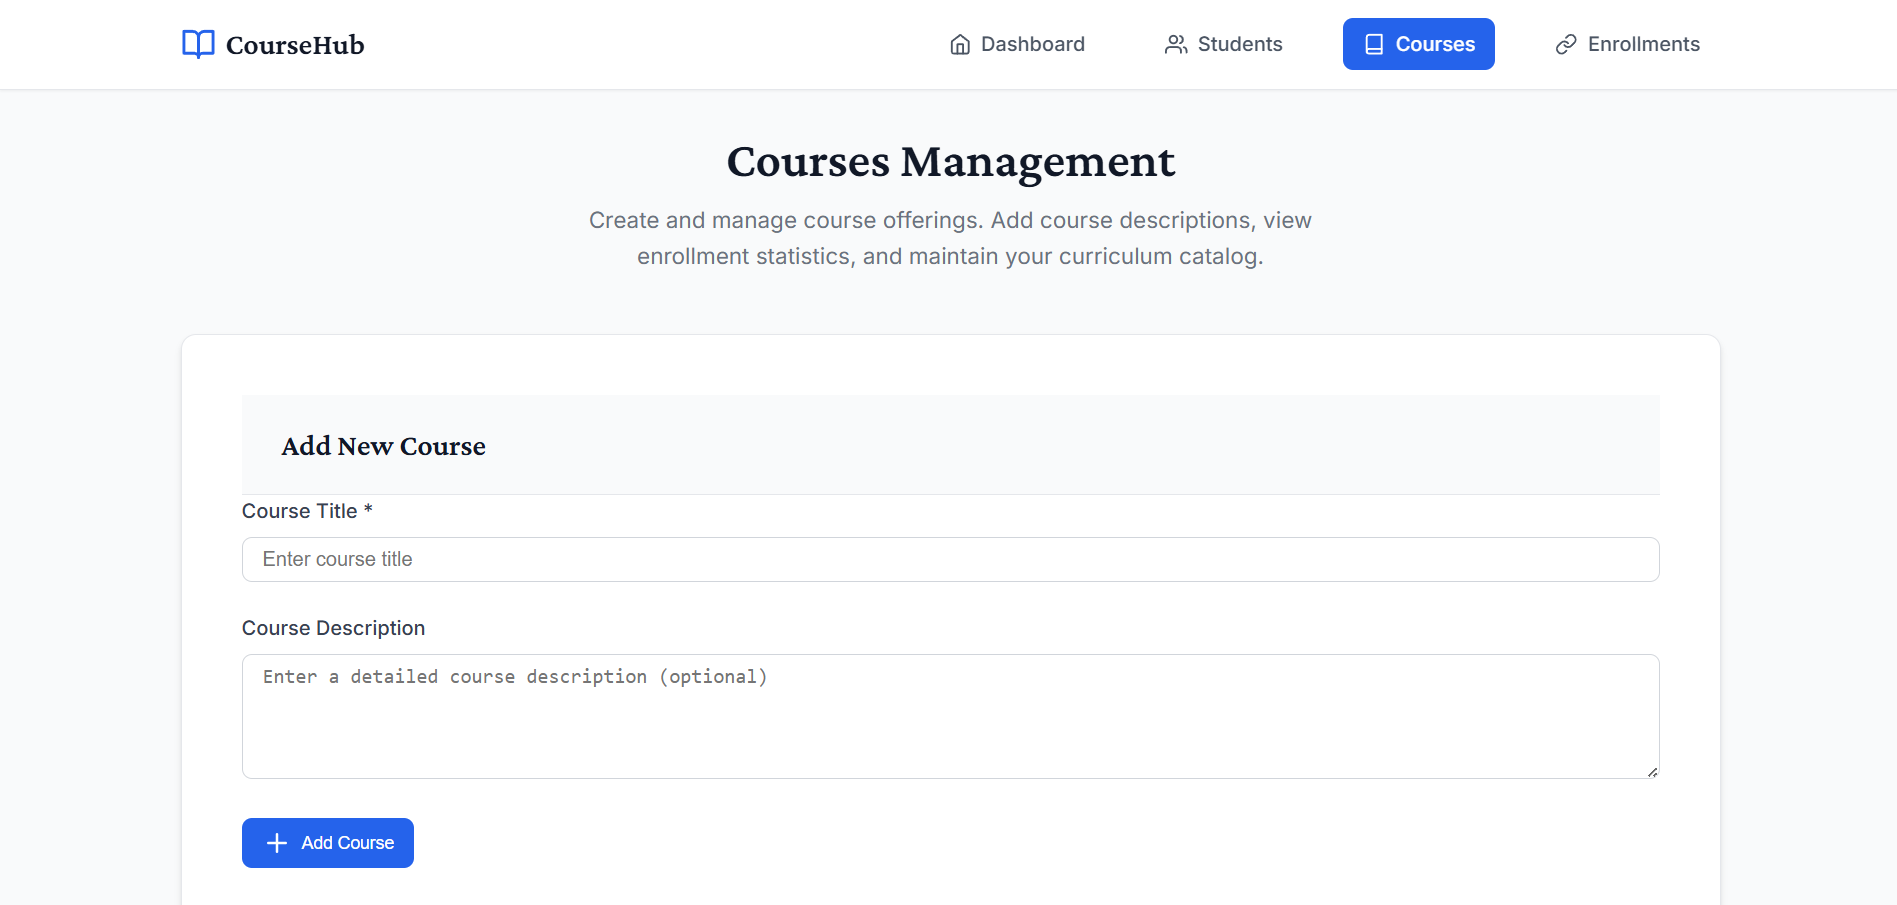 CourseHub
Dashboard
Students
Courses
Enrollments
Courses Management
Create and manage course offerings. Add course descriptions, view
enrollment statistics, and maintain your curriculum catalog.
Add New Course
Course Title *
Enter course title
Course Description
Enter a detailed course description (optional)
Add Course